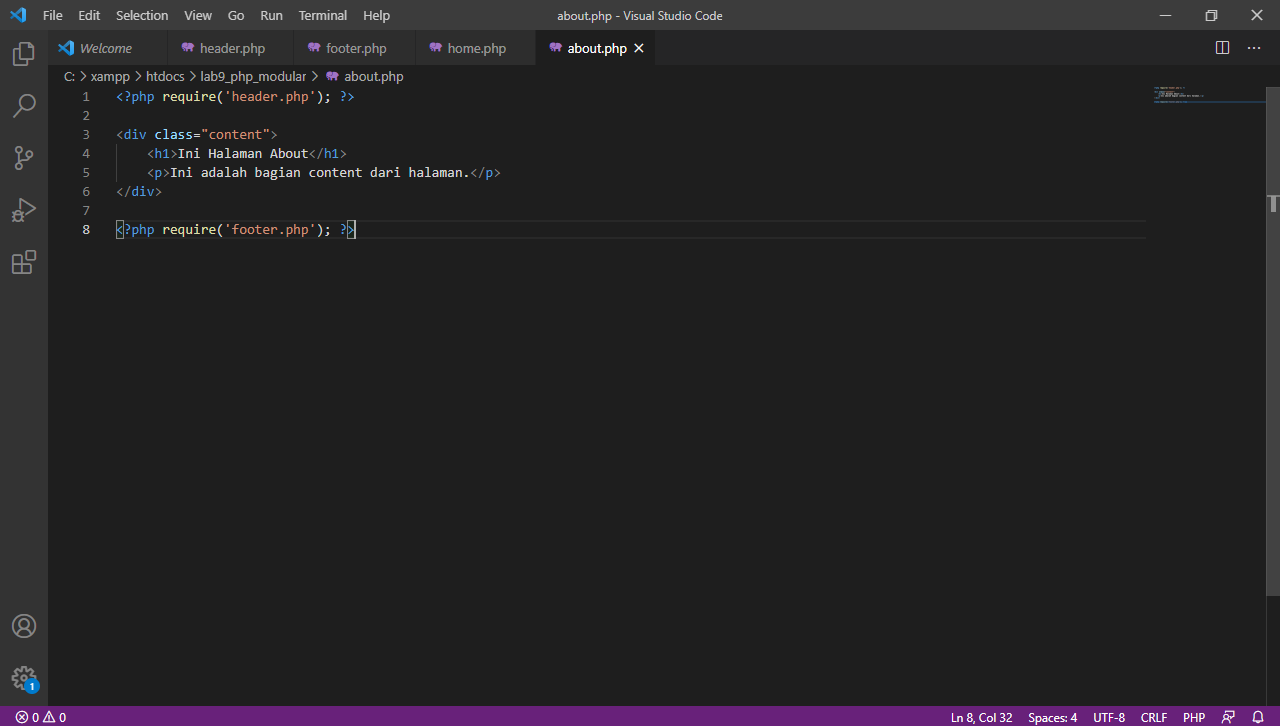 File Edit Selection View Go Run Terminal Help about.php - Visual Studio Code
Welcome header.php footer.php home.php about.php
C: > xampp > htdocs > lab9_php_modular > about.php
1 <?php require('header.php'); ?>
2
3 <div class="content">
4 <h1>Ini Halaman About</h1>
5 <p>Ini adalah bagian content dari halaman.</p>
6 </div>
7
8 <?php require('footer.php'); ?>
1
0 0 Ln 8, Col 32 Spaces: 4 UTF-8 CRLF PHP